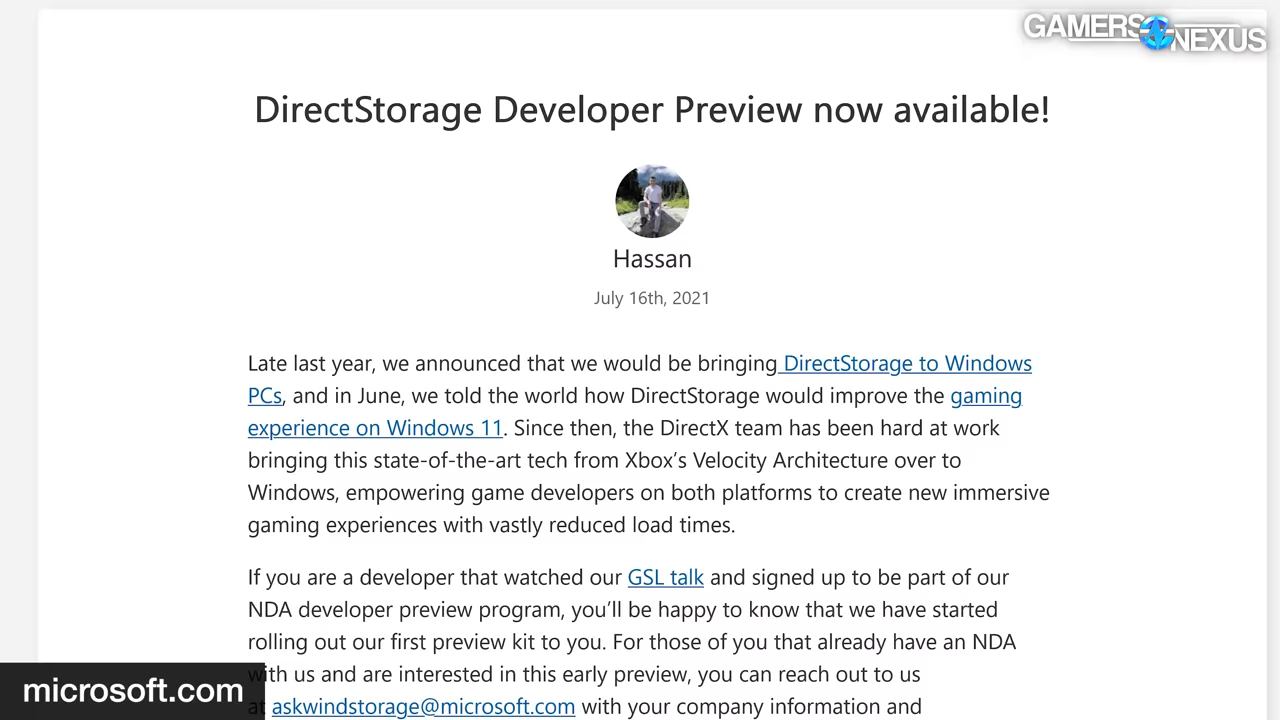 GAMERS NEXUS
DirectStorage Developer Preview now available!
Hassan
July 16th, 2021
Late last year, we announced that we would be bringing DirectStorage to Windows
PCs, and in June, we told the world how DirectStorage would improve the gaming
experience on Windows 11. Since then, the DirectX team has been hard at work
bringing this state-of-the-art tech from Xbox’s Velocity Architecture over to
Windows, empowering game developers on both platforms to create new immersive
gaming experiences with vastly reduced load times.
If you are a developer that watched our GSL talk and signed up to be part of our
NDA developer preview program, you’ll be happy to know that we have started
rolling out our first preview kit to you. For those of you that already have an NDA
with us and are interested in this early preview, you can reach out to us
at askwindstorage@microsoft.com with your company information and
microsoft.com